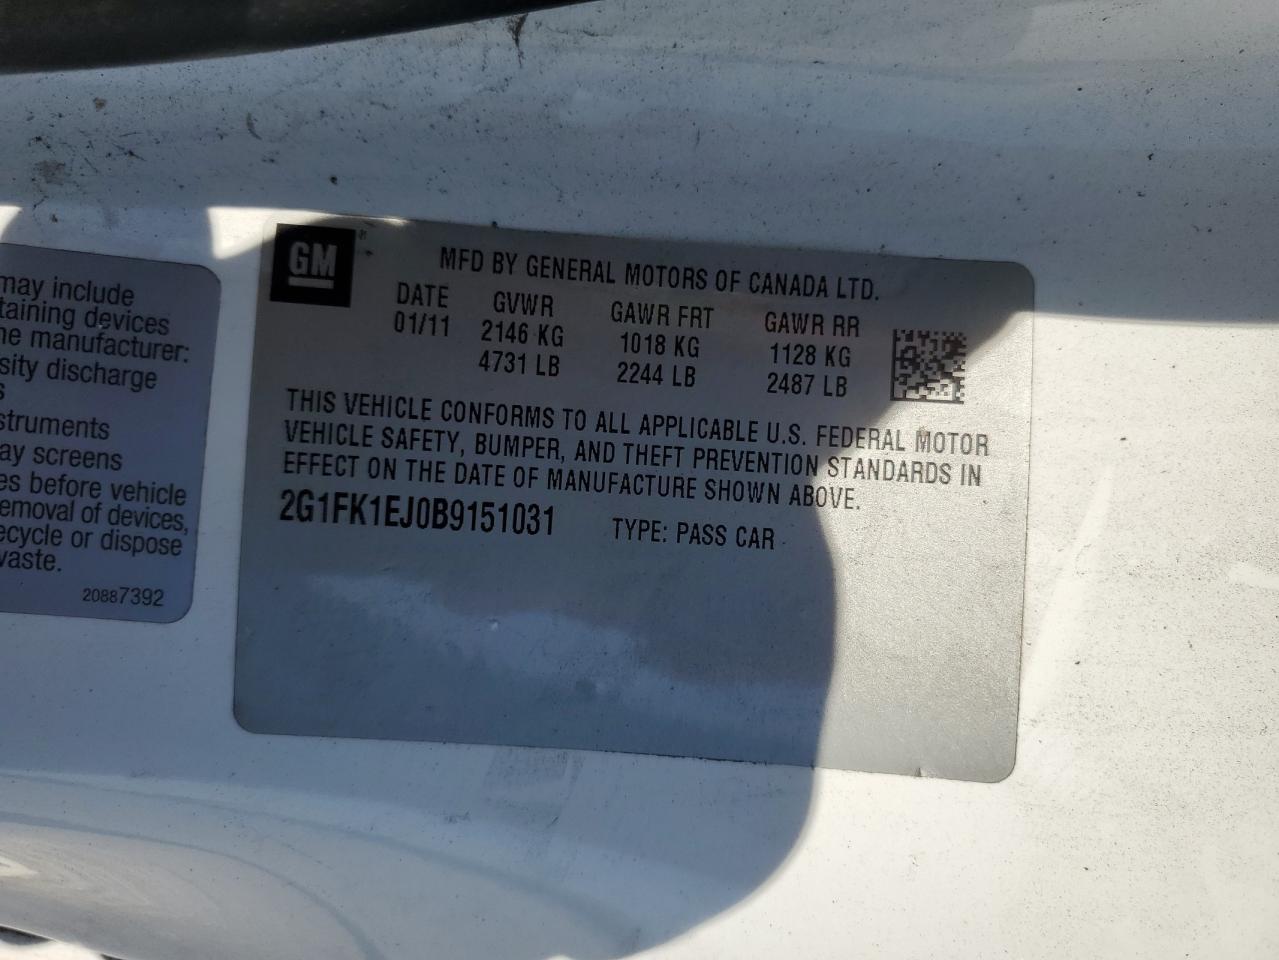 may include
taining devices
he manufacturer:
sity discharge
s
struments
ay screens
es before vehicle
emoval of devices,
ecycle or dispose
vaste.
20887392
GM
®
MFD BY GENERAL MOTORS OF CANADA LTD.
DATE GVWR GAWR FRT GAWR RR
01/11 2146 KG 1018 KG 1128 KG
4731 LB 2244 LB 2487 LB
THIS VEHICLE CONFORMS TO ALL APPLICABLE U.S. FEDERAL MOTOR
VEHICLE SAFETY, BUMPER, AND THEFT PREVENTION STANDARDS IN
EFFECT ON THE DATE OF MANUFACTURE SHOWN ABOVE.
2G1FK1EJ0B9151031 TYPE: PASS CAR